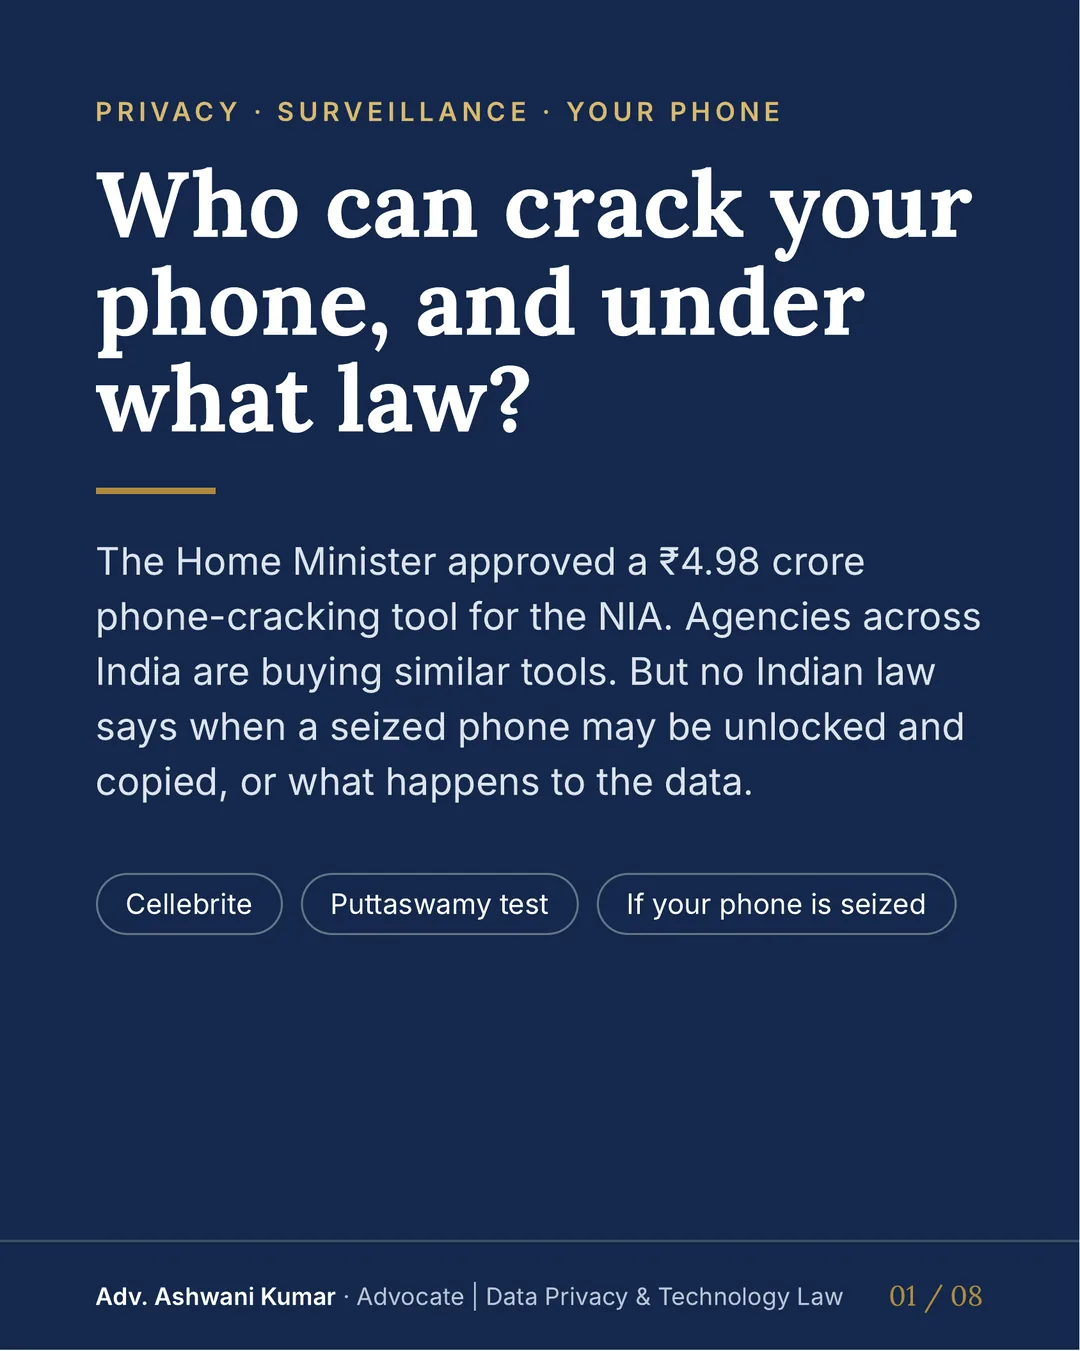 PRIVACY · SURVEILLANCE · YOUR PHONE
Who can crack your
phone, and under
what law?
The Home Minister approved a ₹4.98 crore
phone-cracking tool for the NIA. Agencies across
India are buying similar tools. But no Indian law
says when a seized phone may be unlocked and
copied, or what happens to the data.
Cellebrite Puttaswamy test If your phone is seized
Adv. Ashwani Kumar · Advocate | Data Privacy & Technology Law 01 / 08